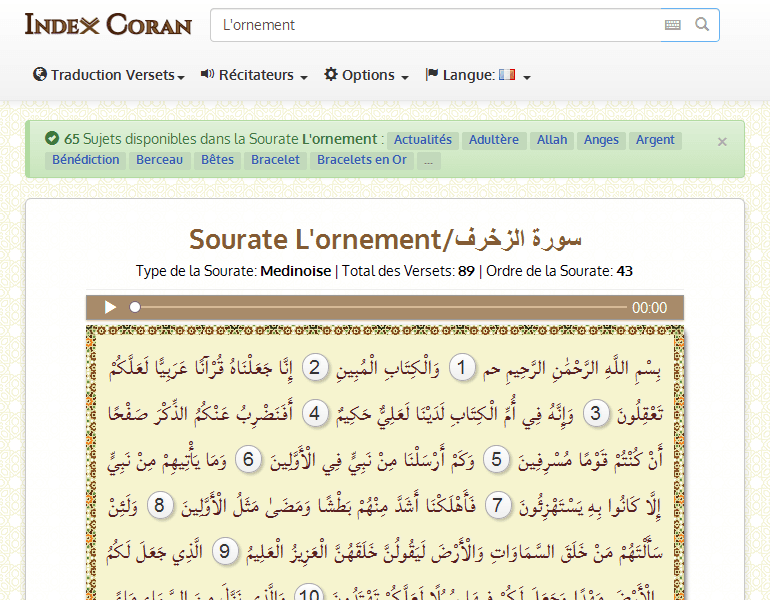 INDEX CORAN
L'ornement
Traduction Versets Récitateurs Options Langue:
65 Sujets disponibles dans la Sourate L'ornement : Actualités Adultère Allah Anges Argent
Bénédiction Berceau Bêtes Bracelet Bracelets en Or ...
×
Sourate L'ornement/سورة الزخرف
Type de la Sourate: Medinoise | Total des Versets: 89 | Ordre de la Sourate: 43
00:00
بِسْمِ اللَّهِ الرَّحْمَٰنِ الرَّحِيمِ حم 1 وَالْكِتَابِ الْمُبِينِ 2 إِنَّا جَعَلْنَاهُ قُرْآنًا عَرَبِيًّا لَعَلَّكُمْ
تَعْقِلُونَ 3 وَإِنَّهُ فِي أُمِّ الْكِتَابِ لَدَيْنَا لَعَلِيٌّ حَكِيمٌ 4 أَفَنَضْرِبُ عَنْكُمُ الذِّكْرَ صَفْحًا
أَنْ كُنْتُمْ قَوْمًا مُسْرِفِينَ 5 وَكَمْ أَرْسَلْنَا مِنْ نَبِيٍّ فِي الْأَوَّلِينَ 6 وَمَا يَأْتِيهِمْ مِنْ نَبِيٍّ
إِلَّا كَانُوا بِهِ يَسْتَهْزِئُونَ 7 فَأَهْلَكْنَا أَشَدَّ مِنْهُمْ بَطْشًا وَمَضَىٰ مَثَلُ الْأَوَّلِينَ 8 وَلَئِنْ
سَأَلْتَهُمْ مَنْ خَلَقَ السَّمَاوَاتِ وَالْأَرْضَ لَيَقُولُنَّ خَلَقَهُنَّ الْعَزِيزُ الْعَلِيمُ 9 الَّذِي جَعَلَ لَكُمُ
10